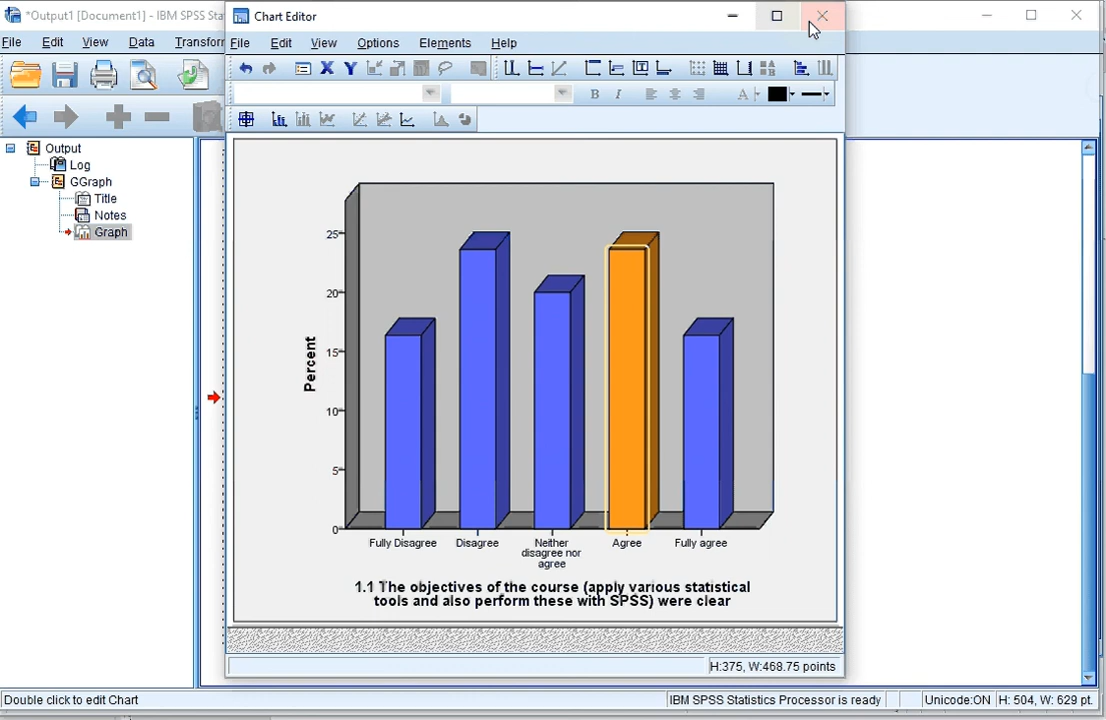 *Output1 [Document1] - IBM SPSS Sta
File Edit View Data Transform
Output
Log
GGraph
Title
Notes
Graph
Chart Editor
File Edit View Options Elements Help
X Y
B I A
Percent
25
20
15
10
5
0
Fully Disagree Disagree Neither disagree nor agree Agree Fully agree
1.1 The objectives of the course (apply various statistical
tools and also perform these with SPSS) were clear
H:375, W:468.75 points
Double click to edit Chart
IBM SPSS Statistics Processor is ready
Unicode:ON H: 504, W: 629 pt.